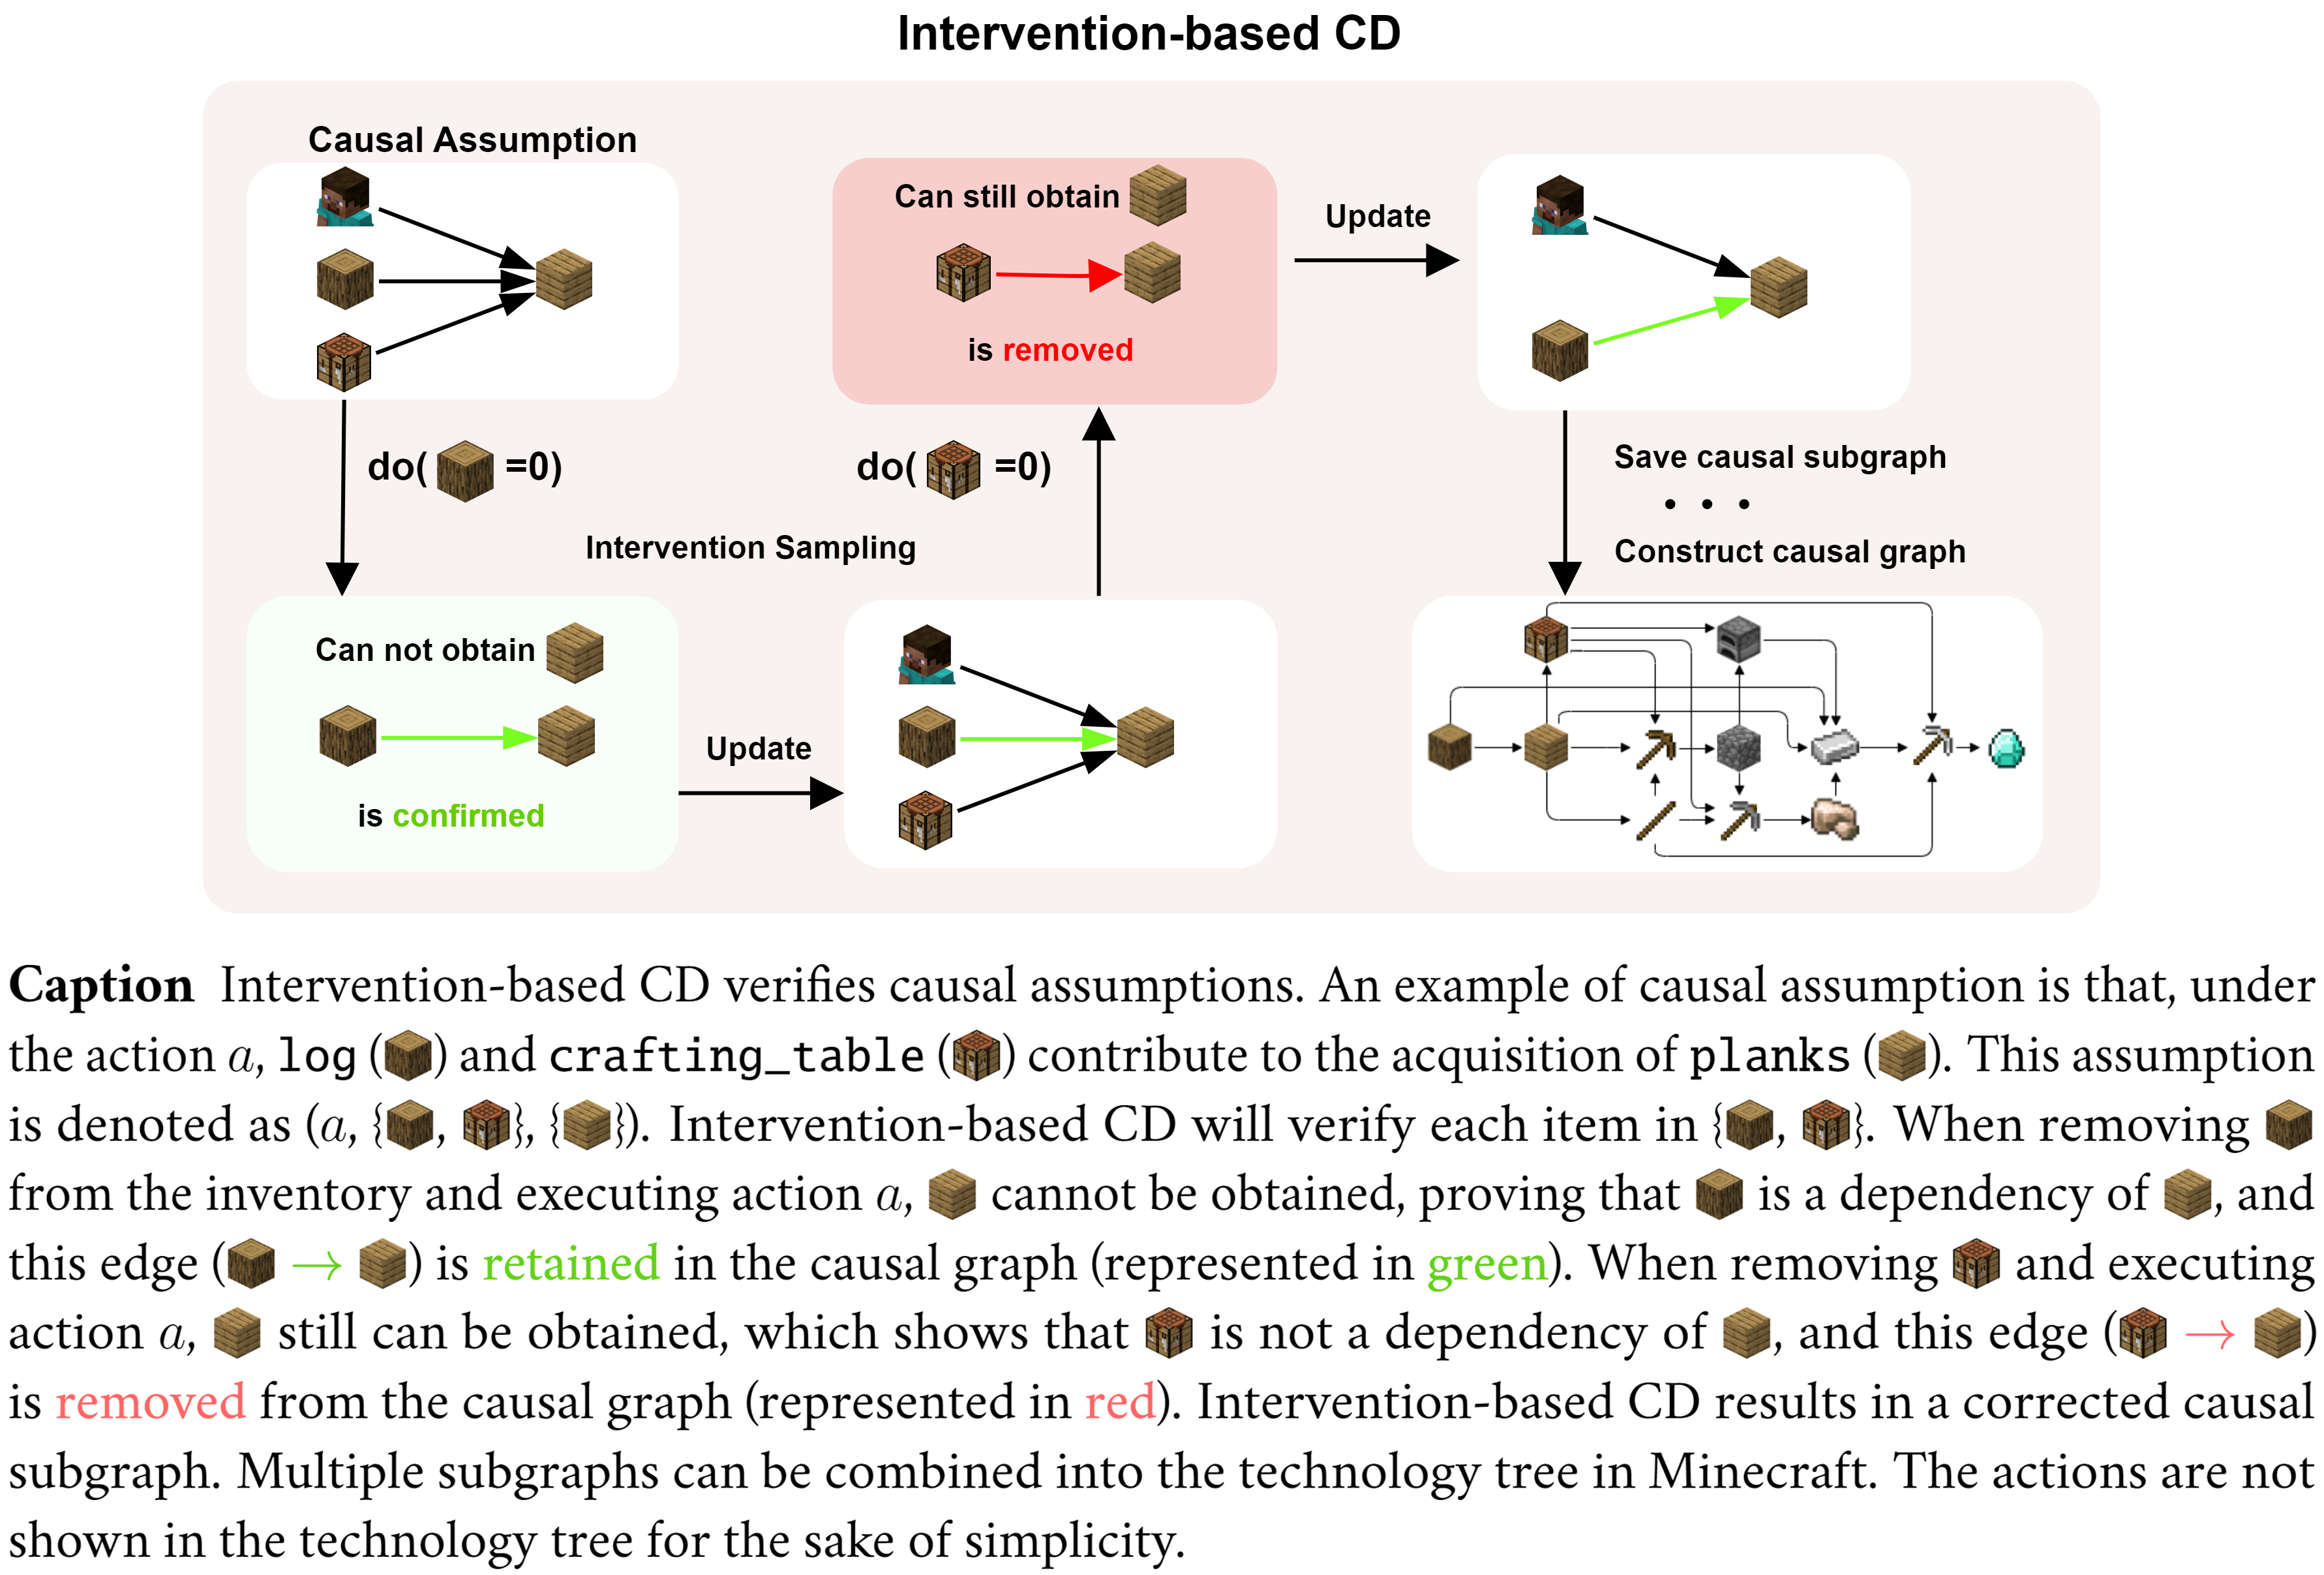 Intervention-based CD
Causal Assumption
do( =0)
Can not obtain
is confirmed
Update
Intervention Sampling
do( =0)
Can still obtain
is removed
Update
Save causal subgraph
• • •
Construct causal graph
Caption Intervention-based CD verifies causal assumptions. An example of causal assumption is that, under
the action a, log ( ) and crafting_table ( ) contribute to the acquisition of planks ( ). This assumption
is denoted as (a, { , }, { }). Intervention-based CD will verify each item in { , }. When removing
from the inventory and executing action a, cannot be obtained, proving that is a dependency of , and
this edge ( → ) is retained in the causal graph (represented in green). When removing and executing
action a, still can be obtained, which shows that is not a dependency of , and this edge ( → )
is removed from the causal graph (represented in red). Intervention-based CD results in a corrected causal
subgraph. Multiple subgraphs can be combined into the technology tree in Minecraft. The actions are not
shown in the technology tree for the sake of simplicity.